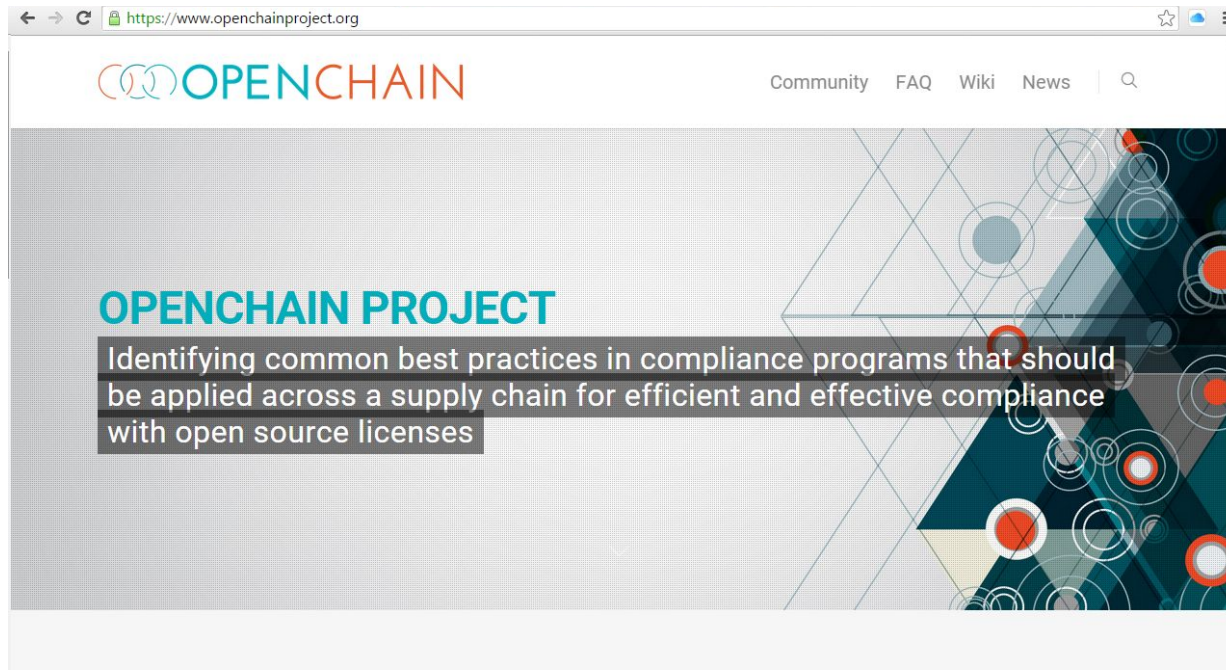 https://www.openchainproject.org
OPENCHAIN
Community FAQ Wiki News
OPENCHAIN PROJECT
Identifying common best practices in compliance programs that should
be applied across a supply chain for efficient and effective compliance
with open source licenses